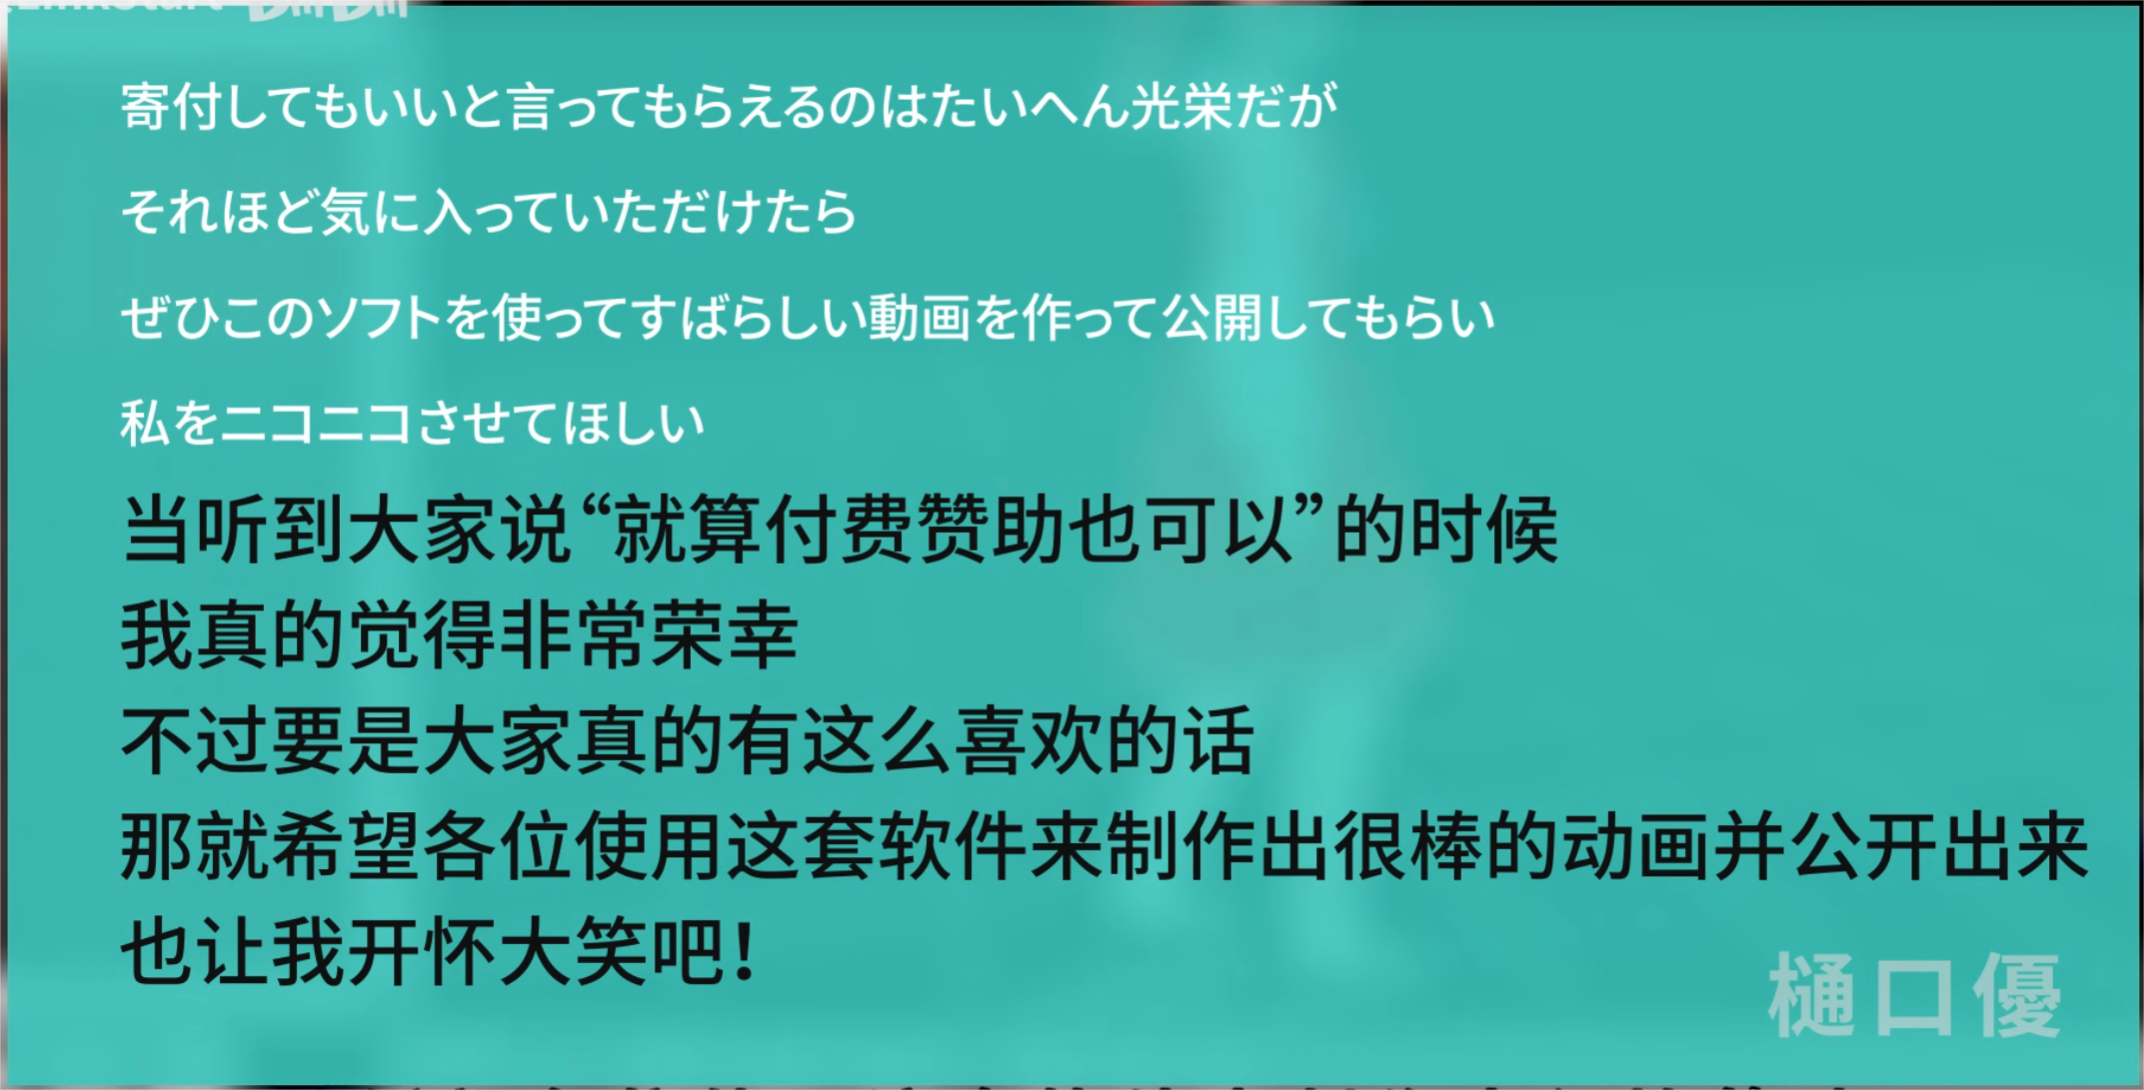 寄付してもいいと言ってもらえるのはたいへん光栄だが
それほど気に入っていただけたら
ぜひこのソフトを使ってすばらしい動画を作って公開してもらい
私をニコニコさせてほしい
当听到大家说“就算付费赞助也可以”的时候
我真的觉得非常荣幸
不过要是大家真的有这么喜欢的话
那就希望各位使用这套软件来制作出很棒的动画并公开出来
也让我开怀大笑吧！
樋口優